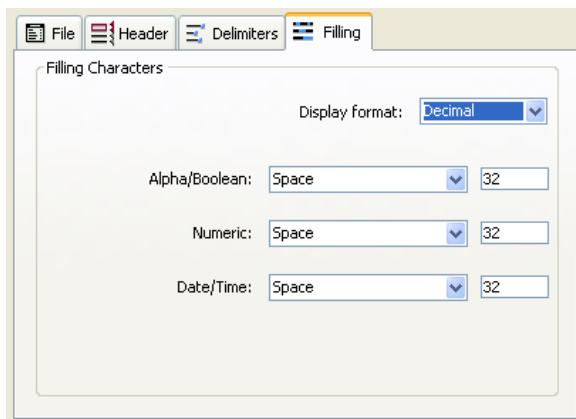 File Header Delimiters Filling
Filling Characters
Display format: Decimal
Alpha/Boolean: Space 32
Numeric: Space 32
Date/Time: Space 32